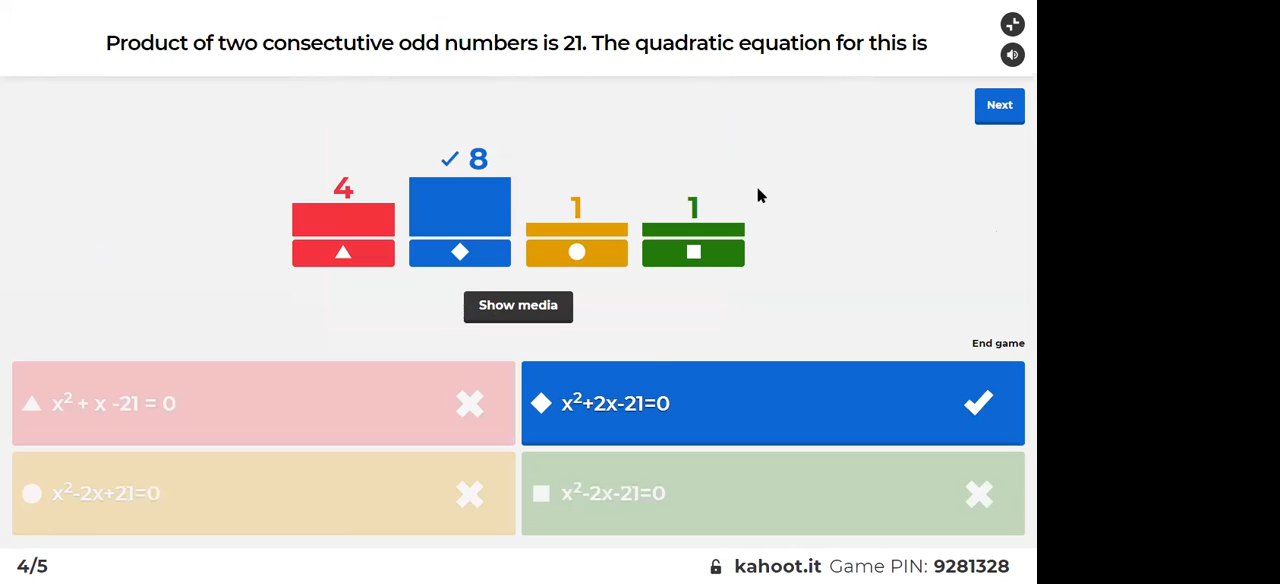 Product of two consectutive odd numbers is 21. The quadratic equation for this is
Next
4
8
1
1
Show media
End game
x²+ x -21 = 0
x²+2x-21=0
x²-2x+21=0
x²-2x-21=0
4/5
kahoot.it Game PIN: 9281328